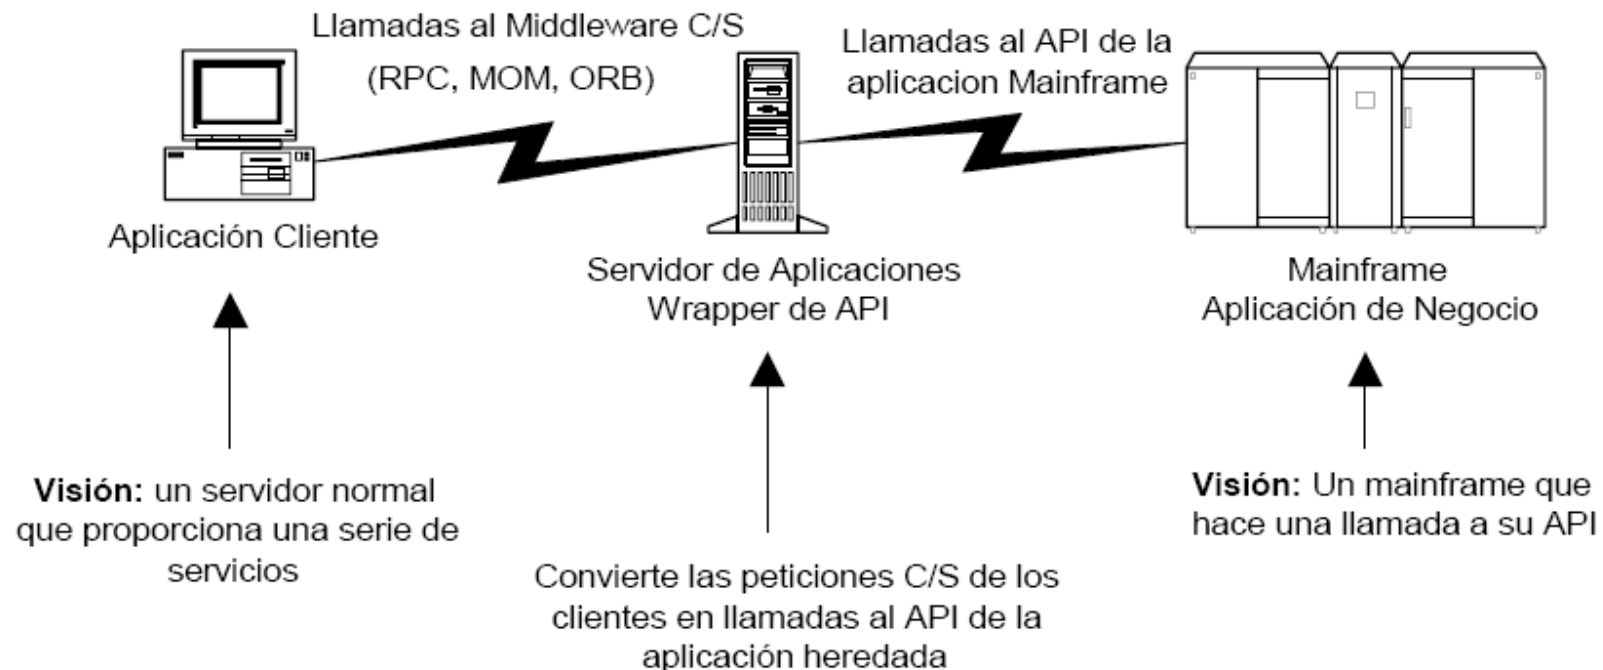 Llamadas al Middleware C/S
(RPC, MOM, ORB)
Llamadas al API de la
aplicacion Mainframe
Aplicación Cliente
Servidor de Aplicaciones
Wrapper de API
Mainframe
Aplicación de Negocio
Visión: un servidor normal
que proporciona una serie de
servicios
Convierte las peticiones C/S de los
clientes en llamadas al API de la
aplicación heredada
Visión: Un mainframe que
hace una llamada a su API